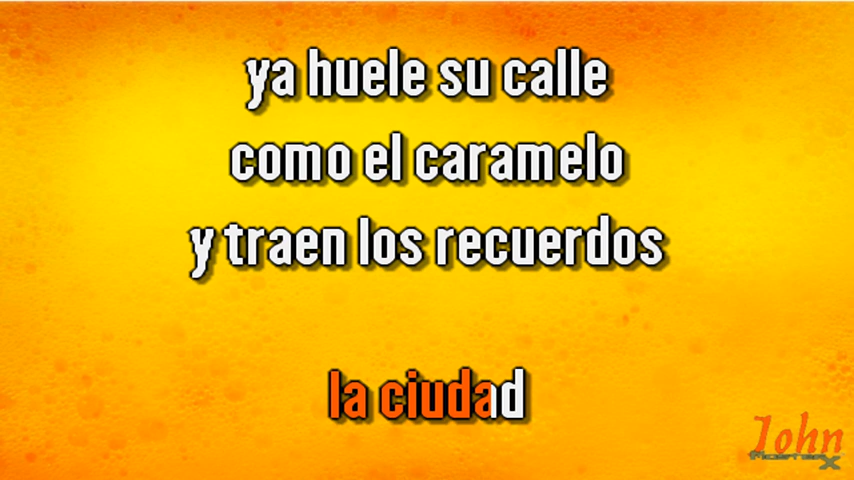 ya huele su calle
como el caramelo
y traen los recuerdos
la ciudad
John